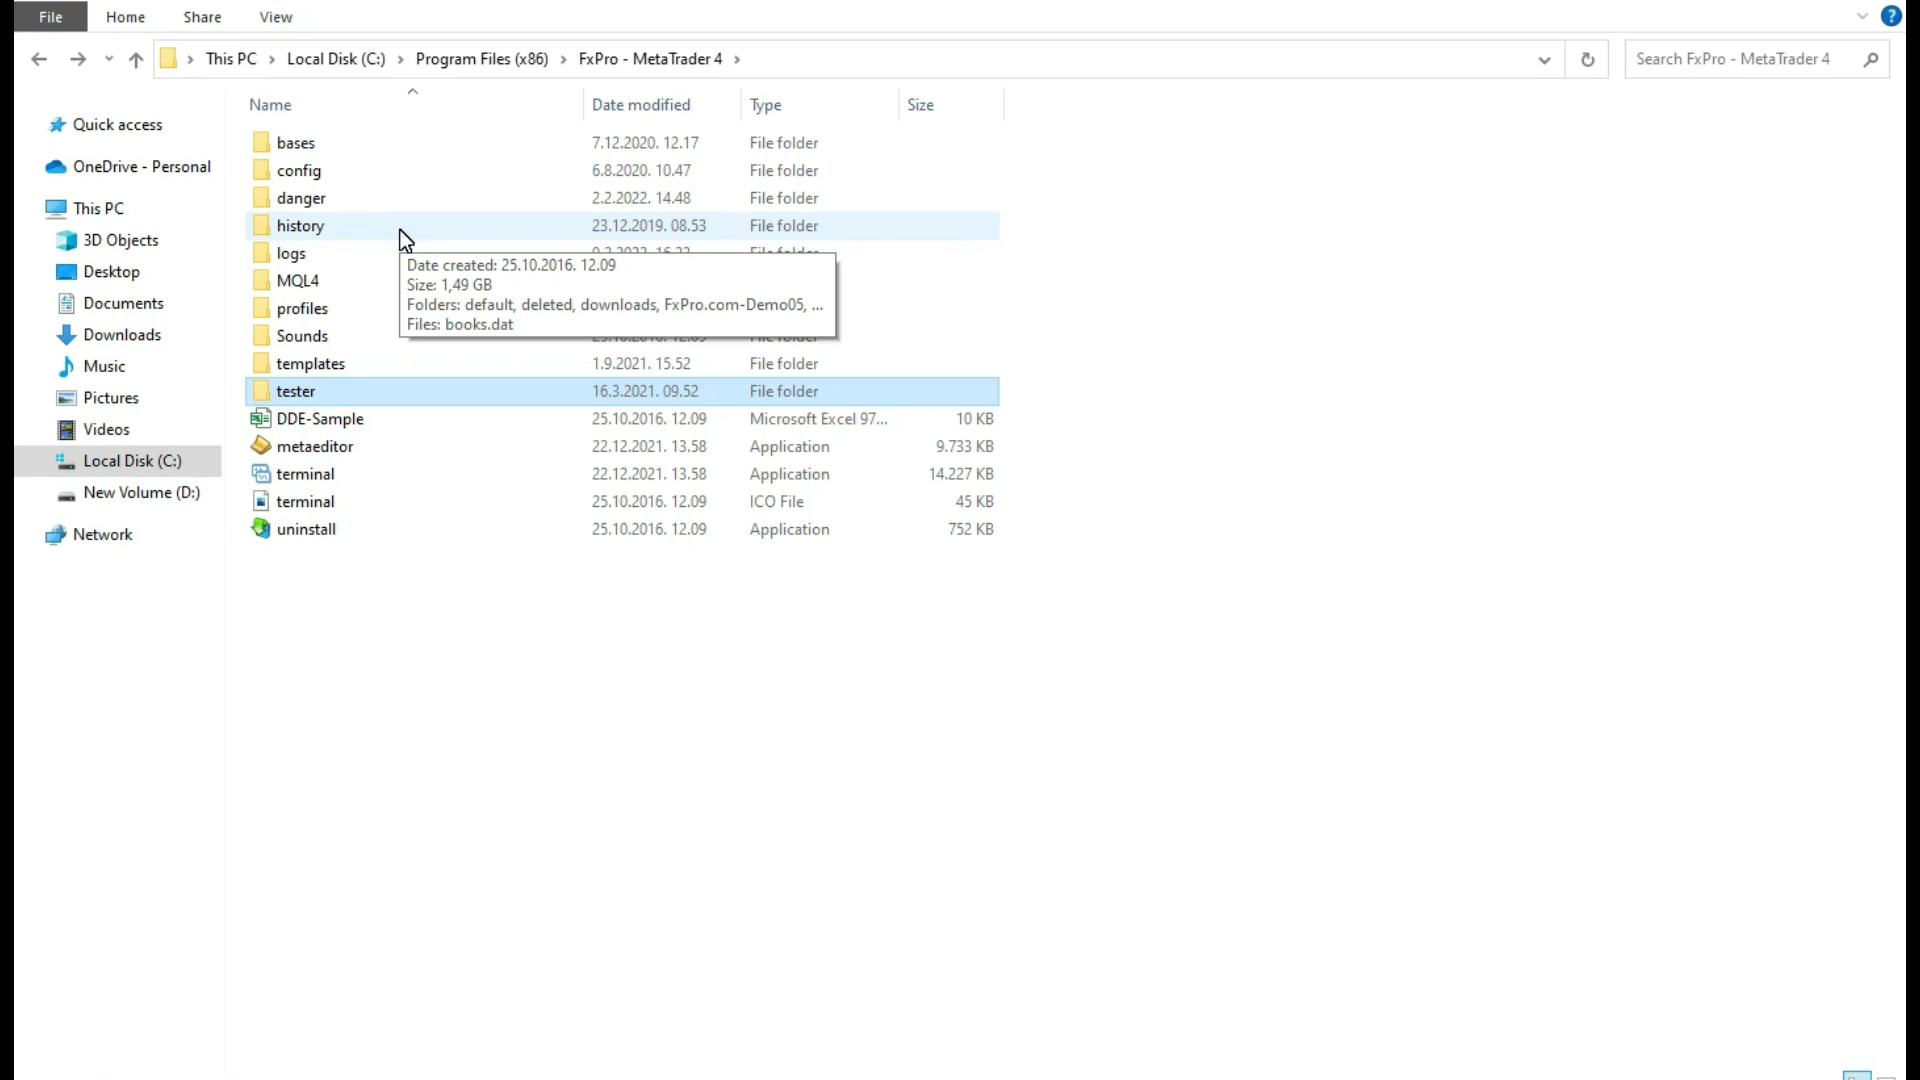 File Home Share View
This PC Local Disk (C:) Program Files (x86) FxPro - MetaTrader 4 Search FxPro - MetaTrader 4
Name Date modified Type Size
Quick access
OneDrive - Personal
This PC
3D Objects
Desktop
Documents
Downloads
Music
Pictures
Videos
Local Disk (C:)
New Volume (D:)
Network
bases 7.12.2020. 12.17 File folder
config 6.8.2020. 10.47 File folder
danger 2.2.2022. 14.48 File folder
history 23.12.2019. 08.53 File folder
logs
MQL4
profiles
Sounds
Date created: 25.10.2016. 12.09
Size: 1,49 GB
Folders: default, deleted, downloads, FxPro.com-Demo05, ...
Files: books.dat
templates 1.9.2021. 15.52 File folder
tester 16.3.2021. 09.52 File folder
DDE-Sample 25.10.2016. 12.09 Microsoft Excel 97... 10 KB
metaeditor 22.12.2021. 13.58 Application 9.733 KB
terminal 22.12.2021. 13.58 Application 14.227 KB
terminal 25.10.2016. 12.09 ICO File 45 KB
uninstall 25.10.2016. 12.09 Application 752 KB